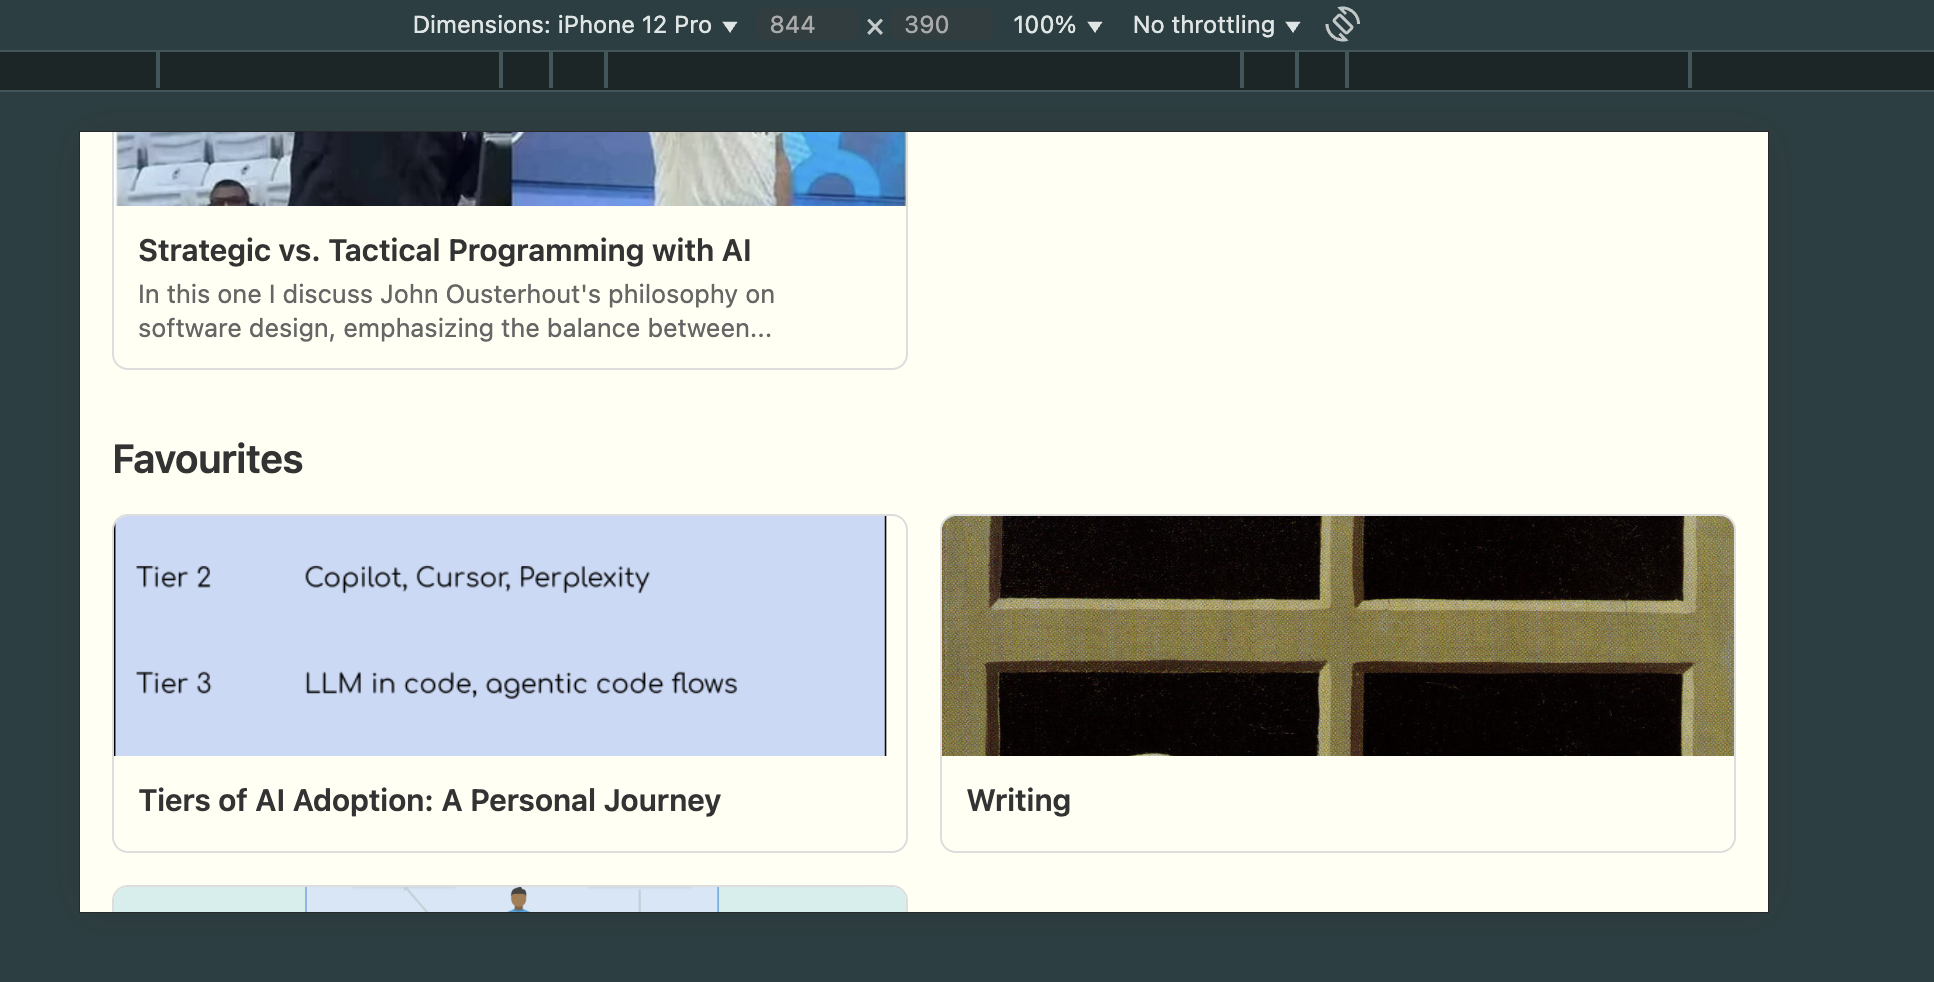 Dimensions: iPhone 12 Pro ▼ 844 × 390 100% ▼ No throttling ▼
Strategic vs. Tactical Programming with AI
In this one I discuss John Ousterhout's philosophy on
software design, emphasizing the balance between...
Favourites
Tier 2 Copilot, Cursor, Perplexity
Tier 3 LLM in code, agentic code flows
Tiers of AI Adoption: A Personal Journey
Writing